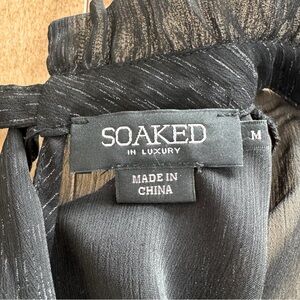 SOAKED
IN LUXURY
M
MADE IN
CHINA